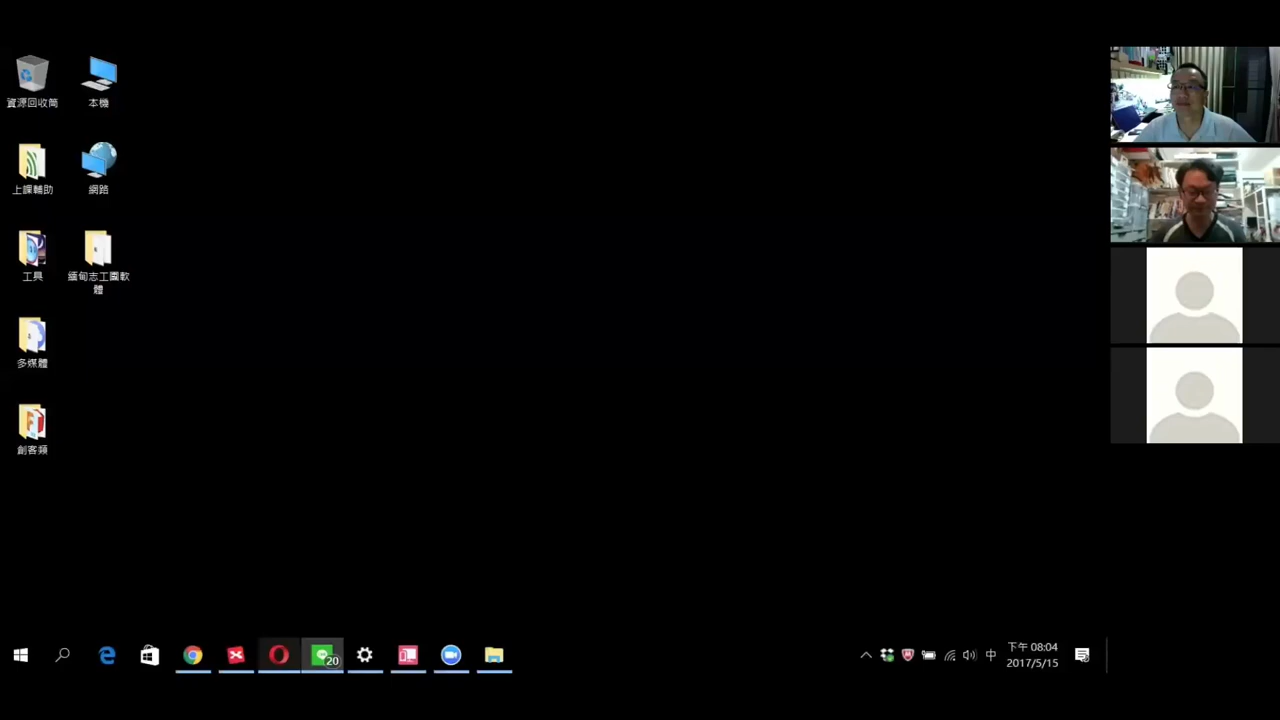 資源回收筒
本機
上課輔助
網路
工具
緬甸志工團軟
體
多媒體
創客類
20
中
下午 08:04
2017/5/15